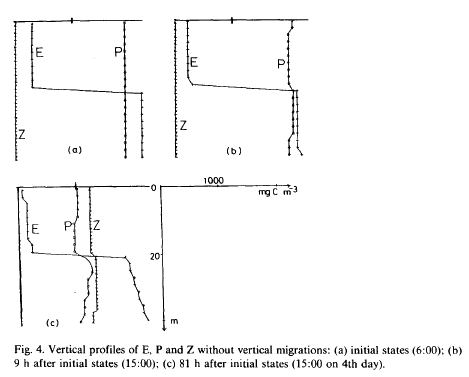 E P
E P
Z
Z
(a)
(b)
0 1000
mg C m-3
E P Z
20
(c) m
Fig. 4. Vertical profiles of E, P and Z without vertical migrations: (a) initial states (6:00); (b)
9 h after initial states (15:00); (c) 81 h after initial states (15:00 on 4th day).